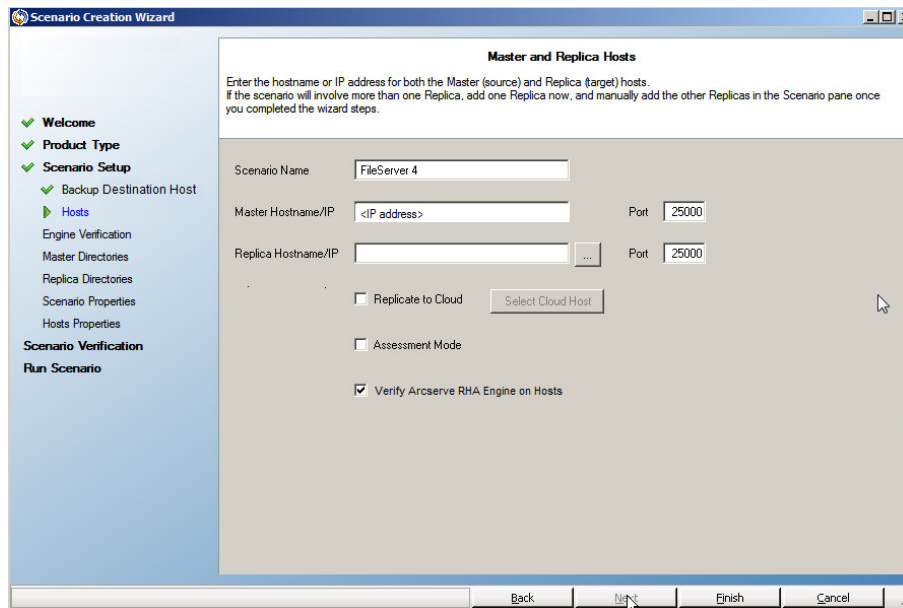 Scenario Creation Wizard
Master and Replica Hosts
Enter the hostname or IP address for both the Master (source) and Replica (target) hosts.
If the scenario will involve more than one Replica, add one Replica now, and manually add the other Replicas in the Scenario pane once
you completed the wizard steps.
Welcome
Product Type
Scenario Setup
Backup Destination Host
Hosts
Engine Verification
Master Directories
Replica Directories
Scenario Properties
Hosts Properties
Scenario Verification
Run Scenario
Scenario Name FileServer 4
Master Hostname/IP <IP address> Port 25000
Replica Hostname/IP ... Port 25000
Replicate to Cloud Select Cloud Host
Assessment Mode
Verify Arcserve RHA Engine on Hosts
Back Next Finish Cancel